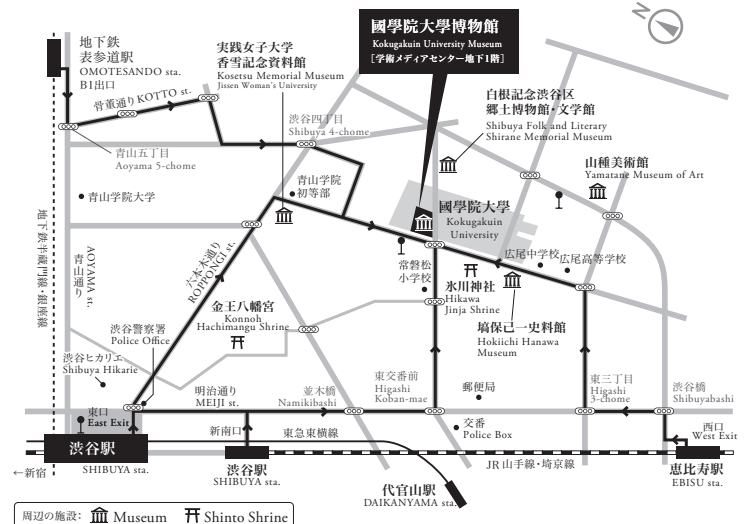 地下鉄
表参道駅
OMOTESANDO sta.
B1出口
骨董通り KOTTO st.
実践女子大学
香雪記念資料館
Kosetsu Memorial Museum
Jissen Woman's University
國學院大學博物館
Kokugakuin University Museum
[学術メディアセンター地下1階]
N
渋谷四丁目
Shibuya 4-chome
白根記念渋谷区
郷土博物館・文学館
Shibuya Folk and Literary
Shirane Memorial Museum
山種美術館
Yamatane Museum of Art
青山五丁目
Aoyama 5-chome
青山学院大学
青山学院
初等部
國學院大學
Kokugakuin
University
地下鉄半蔵門線・銀座線
青山通り
AOYAMA st.
六本木通り
ROPPONGI st.
常磐松
小学校
氷川神社
Hikawa
Jinja Shrine
広尾中学校
広尾高等学校
金王八幡宮
Konnoh
Hachimangu Shrine
塙保己一史料館
Hokiichi Hanawa
Museum
渋谷警察署
Police Office
渋谷ヒカリエ
Shibuya Hikarie
明治通り
MEIJI st.
並木橋
Namikibashi
東交番前
Higashi
Koban-mae
郵便局
東三丁目
Higashi
3-chome
渋谷橋
Shibuyabashi
東口
East Exit
新南口
東急東横線
交番
Police Box
西口
West Exit
渋谷駅
SHIBUYA sta.
渋谷駅
SHIBUYA sta.
JR山手線・埼京線
恵比寿駅
EBISU sta.
←新宿
代官山駅
DAIKANYAMA sta.
周辺の施設: Museum Shinto Shrine